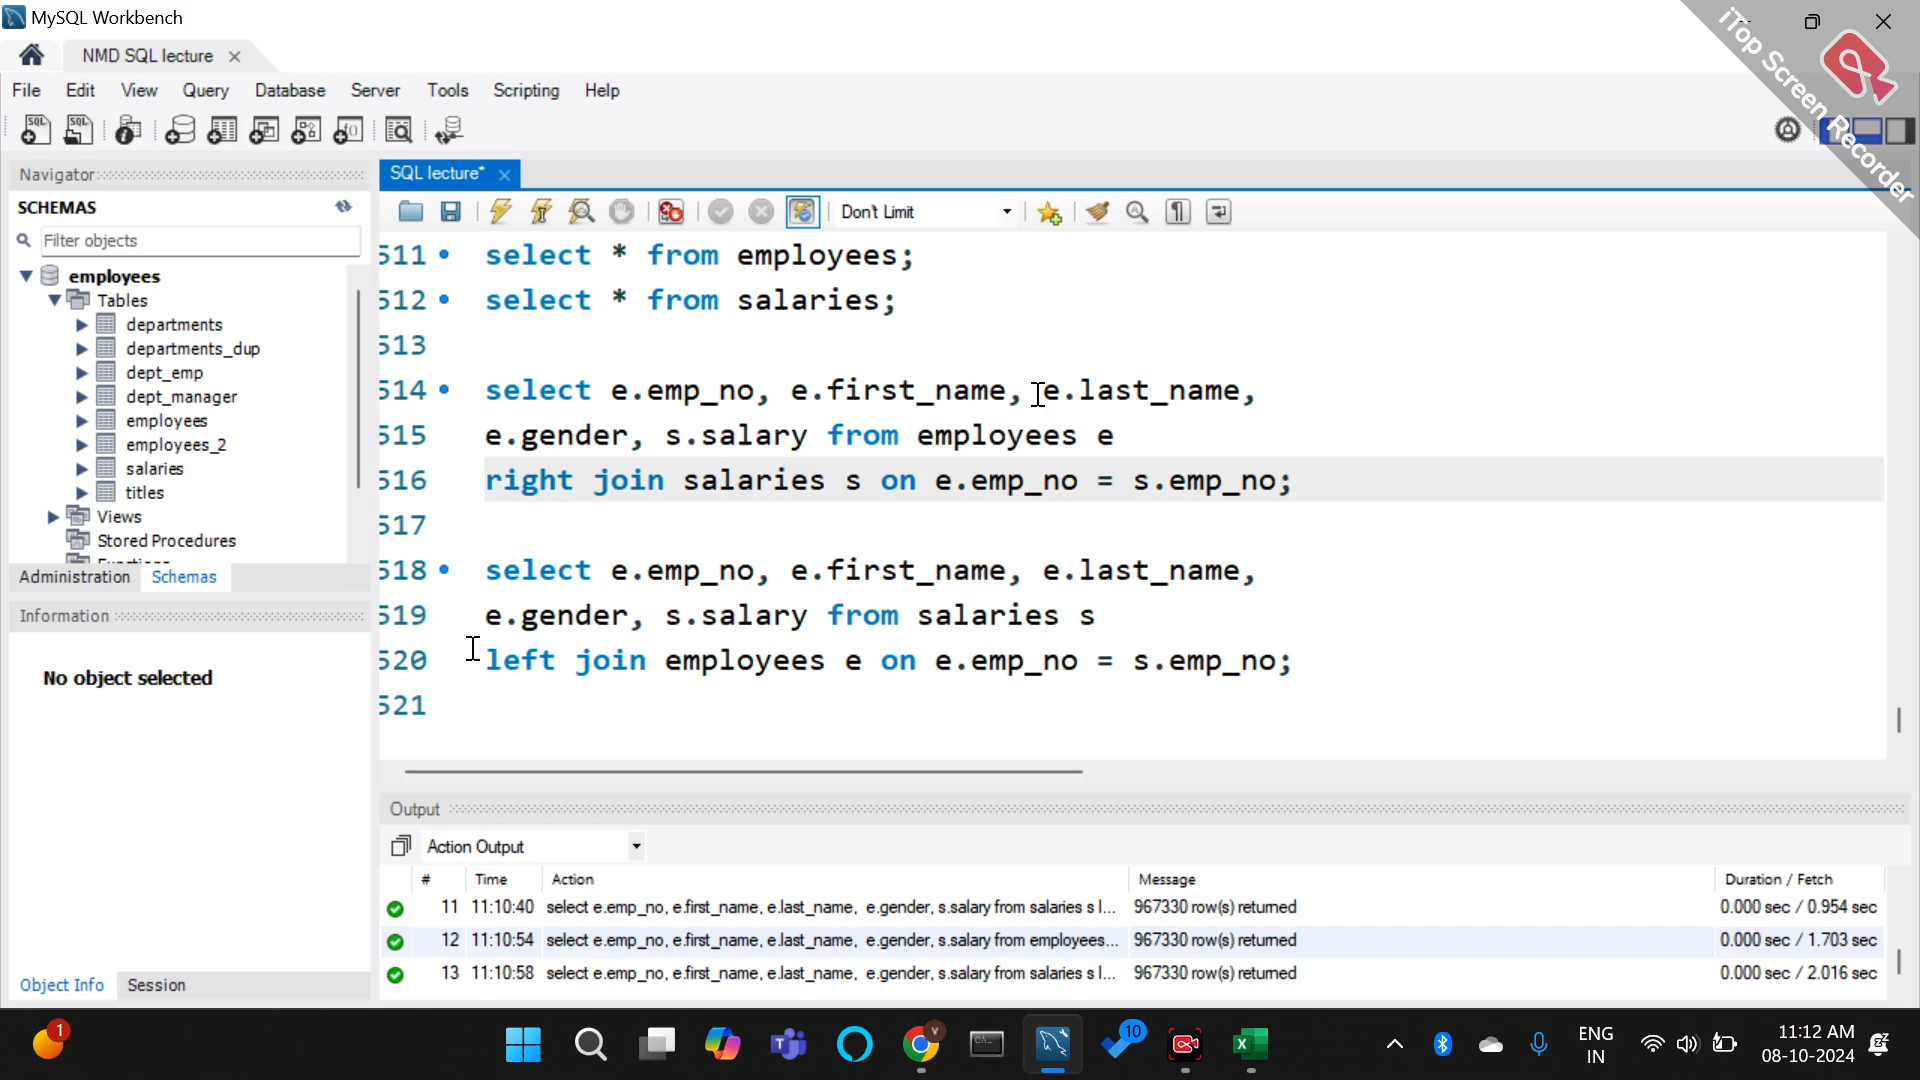 MySQL Workbench
iTop Screen Recorder
NMD SQL lecture
File Edit View Query Database Server Tools Scripting Help
Navigator
SCHEMAS
Filter objects
employees
Tables
departments
departments_dup
dept_emp
dept_manager
employees
employees_2
salaries
titles
Views
Stored Procedures
Administration Schemas
Information
No object selected
Object Info Session
SQL lecture*
Don't Limit
511 select * from employees;
512 select * from salaries;
513
514 select e.emp_no, e.first_name, e.last_name,
515 e.gender, s.salary from employees e
516 right join salaries s on e.emp_no = s.emp_no;
517
518 select e.emp_no, e.first_name, e.last_name,
519 e.gender, s.salary from salaries s
520 left join employees e on e.emp_no = s.emp_no;
521
Output
Action Output
# Time Action Message Duration / Fetch
11 11:10:40 select e.emp_no, e.first_name, e.last_name, e.gender, s.salary from salaries s l... 967330 row(s) returned 0.000 sec / 0.954 sec
12 11:10:54 select e.emp_no, e.first_name, e.last_name, e.gender, s.salary from employees... 967330 row(s) returned 0.000 sec / 1.703 sec
13 11:10:58 select e.emp_no, e.first_name, e.last_name, e.gender, s.salary from salaries s l... 967330 row(s) returned 0.000 sec / 2.016 sec
1
V
10
ENG
IN
11:12 AM
08-10-2024